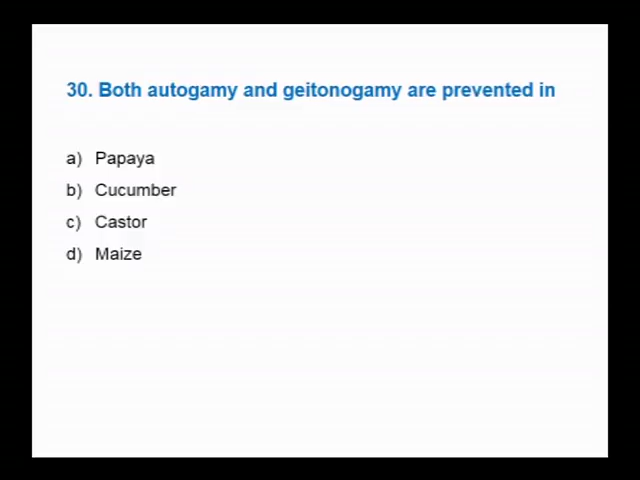 30. Both autogamy and geitonogamy are prevented in
a) Papaya
b) Cucumber
c) Castor
d) Maize